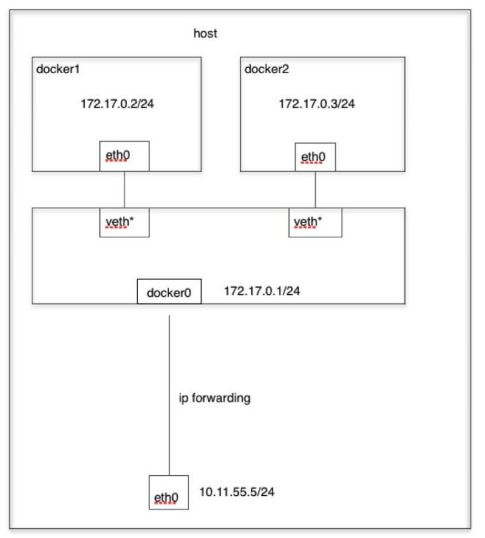 host
docker1
docker2
172.17.0.2/24
172.17.0.3/24
eth0
eth0
veth*
veth*
docker0
172.17.0.1/24
ip forwarding
eth0
10.11.55.5/24